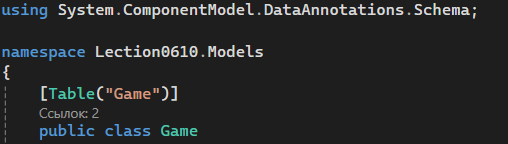 using System.ComponentModel.DataAnnotations.Schema;
namespace Lection0610.Models
{
[Table("Game")]
Ссылок: 2
public class Game